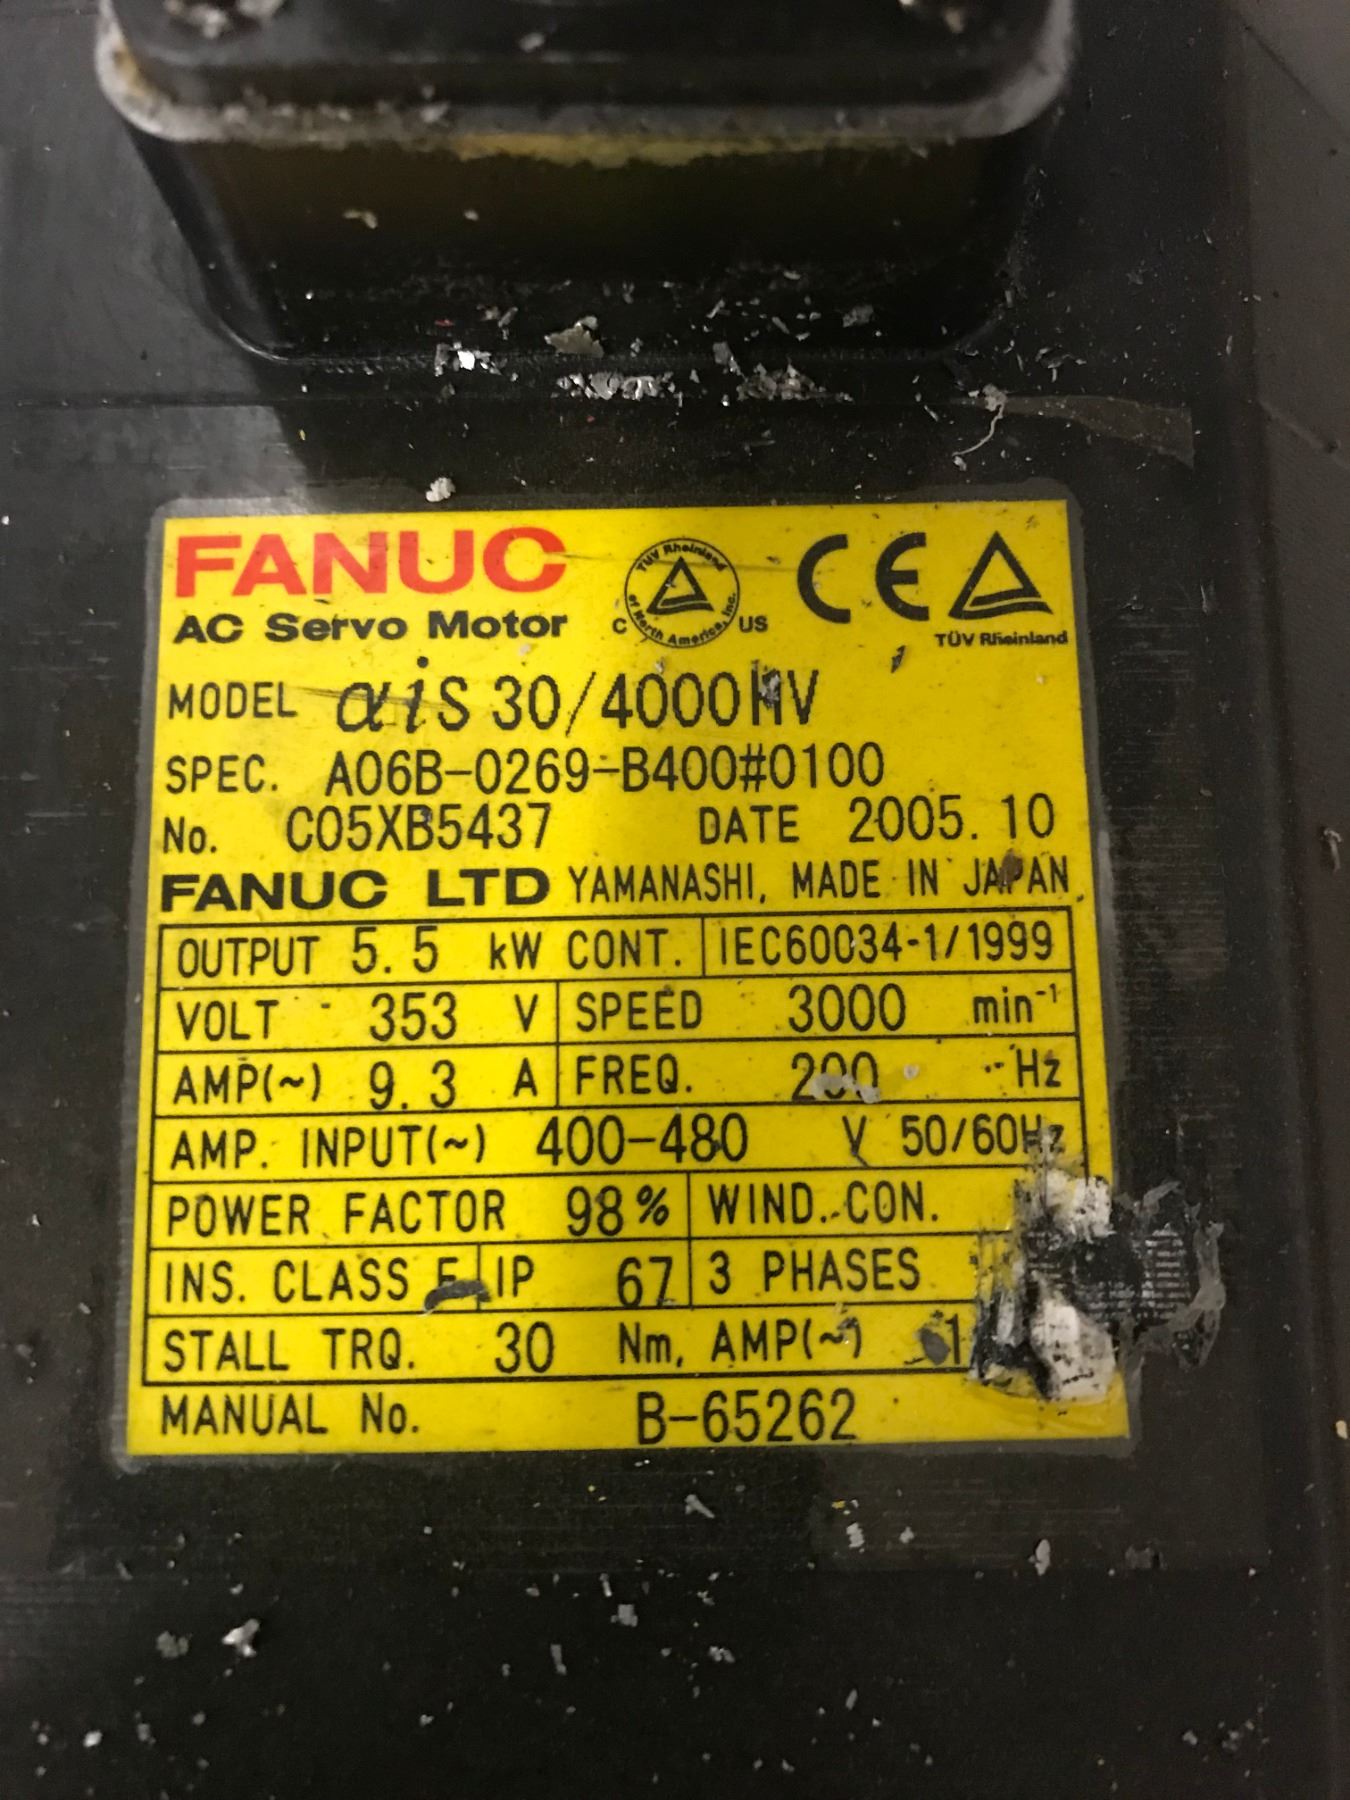 FANUC
TÜV Rheinland of North America, Inc.
C US
CE
TÜV Rheinland
AC Servo Motor
MODEL αiS 30/4000HV
SPEC. A06B-0269-B400#0100
No. C05XB5437 DATE 2005.10
FANUC LTD YAMANASHI, MADE IN JAPAN
OUTPUT 5.5 kW CONT. IEC60034-1/1999
VOLT 353 V SPEED 3000 min⁻¹
AMP(~) 9.3 A FREQ. 200 Hz
AMP. INPUT(~) 400-480 V 50/60Hz
POWER FACTOR 98% WIND. CON.
INS. CLASS F IP 67 3 PHASES
STALL TRQ. 30 Nm, AMP(~)
MANUAL No. B-65262